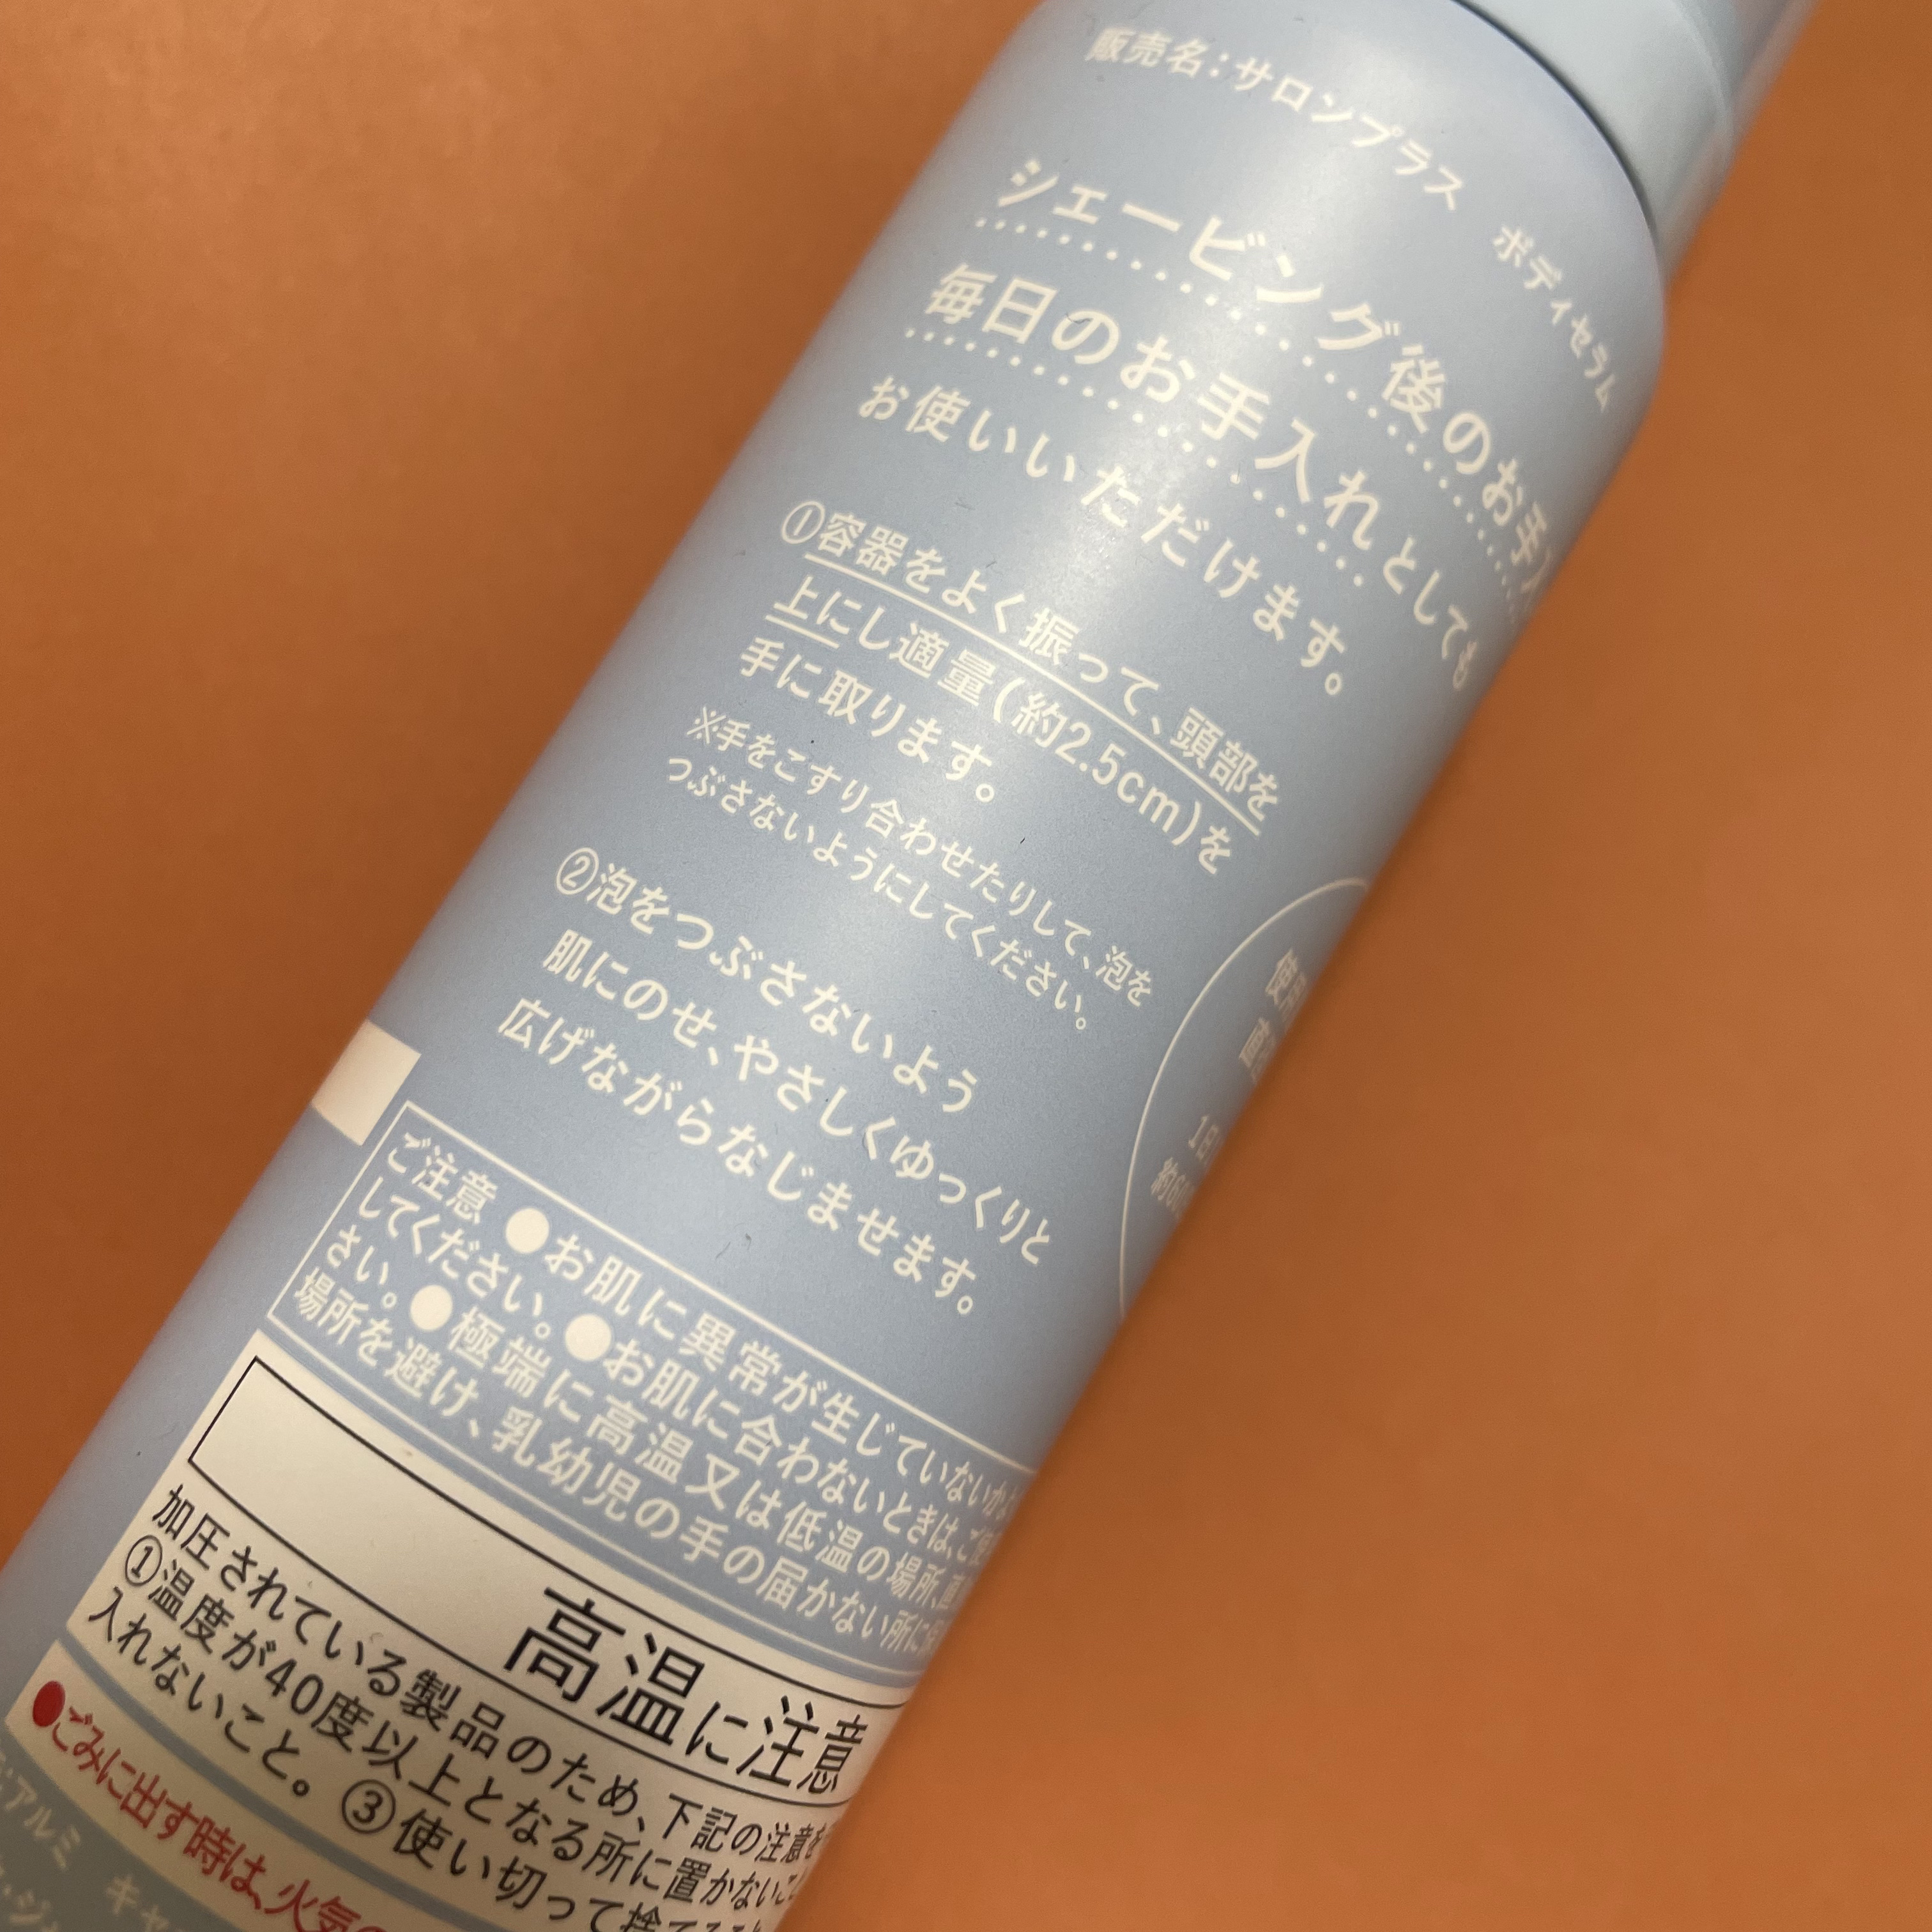 販売名：サロンプラス ボディセラム
シェービング後のお手入
毎日のお手入れとしても
お使いいただけます。
①容器をよく振って、頭部を
上にし適量(約2.5cm)を
手に取ります。
※手をこすり合わせたりして、泡を
つぶさないようにしてください。
②泡をつぶさないよう
肌にのせ、やさしくゆっくりと
広げながらなじませます。
使用
1回
ご注意 ●お肌に異常が生じていないか
してください。●お肌に合わないときは、ご使
さい。●極端に高温又は低温の場所、直
場所を避け、乳幼児の手の届かない所に
高温に注意
加圧されている製品のため、下記の注意を
①温度が40度以上となる所に置かないこ
入れないこと。③使い切って捨てること
●ごみに出す時は、火気の
アルミ キャ